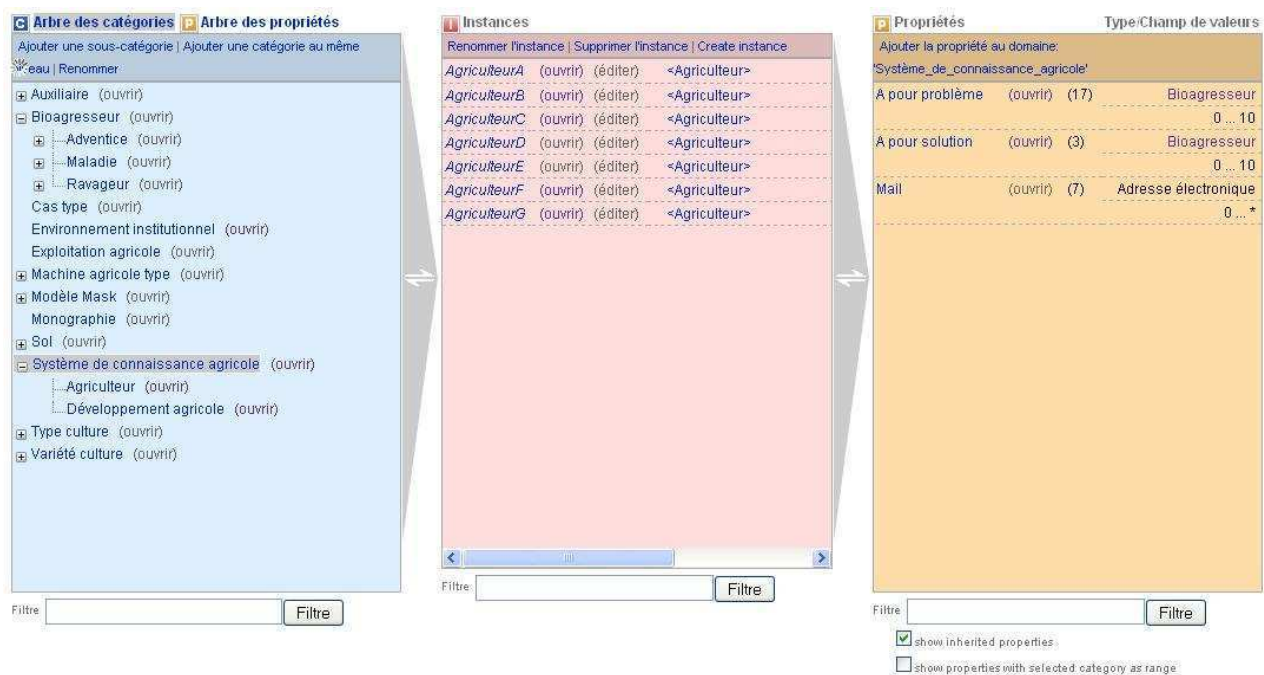 C Arbre des catégories P Arbre des propriétés
Ajouter une sous-catégorie | Ajouter une catégorie au même
eau | Renommer
Auxiliaire (ouvrir)
Bioagresseur (ouvrir)
Adventice (ouvrir)
Maladie (ouvrir)
Ravageur (ouvrir)
Cas type (ouvrir)
Environnement institutionnel (ouvrir)
Exploitation agricole (ouvrir)
Machine agricole type (ouvrir)
Modèle Mask (ouvrir)
Monographie (ouvrir)
Sol (ouvrir)
Système de connaissance agricole (ouvrir)
Agriculteur (ouvrir)
Développement agricole (ouvrir)
Type culture (ouvrir)
Variété culture (ouvrir)
Filtre Filtre
I Instances
Renommer l'instance | Supprimer l'instance | Create instance
AgriculteurA (ouvrir) (éditer) <Agriculteur>
AgriculteurB (ouvrir) (éditer) <Agriculteur>
AgriculteurC (ouvrir) (éditer) <Agriculteur>
AgriculteurD (ouvrir) (éditer) <Agriculteur>
AgriculteurE (ouvrir) (éditer) <Agriculteur>
AgriculteurF (ouvrir) (éditer) <Agriculteur>
AgriculteurG (ouvrir) (éditer) <Agriculteur>
Filtre Filtre
P Propriétés Type/Champ de valeurs
Ajouter la propriété au domaine:
'Système_de_connaissance_agricole'
A pour problème (ouvrir) (17) Bioagresseur
0 ... 10
A pour solution (ouvrir) (3) Bioagresseur
0 ... 10
Mail (ouvrir) (7) Adresse électronique
0 ... *
Filtre Filtre
show inherited properties
show properties with selected category as range